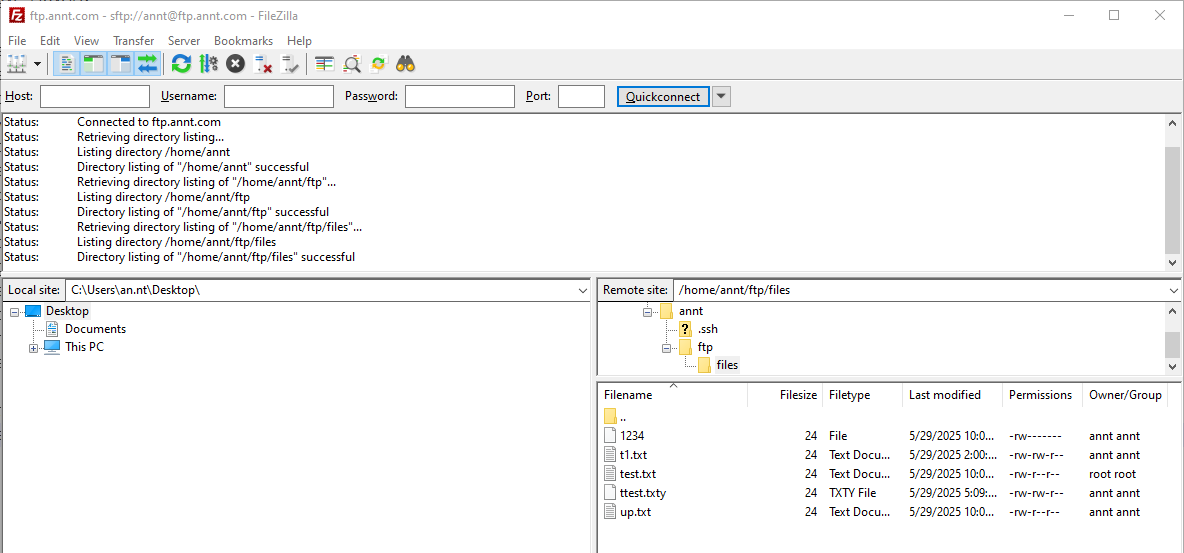 ftp.annt.com - sftp://annt@ftp.annt.com - FileZilla
File Edit View Transfer Server Bookmarks Help
Host: Username: Password: Port: Quickconnect
Status: Connected to ftp.annt.com
Status: Retrieving directory listing...
Status: Listing directory /home/annt
Status: Directory listing of "/home/annt" successful
Status: Retrieving directory listing of "/home/annt/ftp"...
Status: Listing directory /home/annt/ftp
Status: Directory listing of "/home/annt/ftp" successful
Status: Retrieving directory listing of "/home/annt/ftp/files"...
Status: Listing directory /home/annt/ftp/files
Status: Directory listing of "/home/annt/ftp/files" successful
Local site: C:\Users\an.nt\Desktop\
Desktop
Documents
This PC
Remote site: /home/annt/ftp/files
annt
? .ssh
ftp
files
Filename Filesize Filetype Last modified Permissions Owner/Group
..
1234 24 File 5/29/2025 10:0... -rw------- annt annt
t1.txt 24 Text Docu... 5/29/2025 2:00:... -rw-rw-r-- annt annt
test.txt 24 Text Docu... 5/29/2025 10:0... -rw-r--r-- root root
ttest.txty 24 TXTY File 5/29/2025 5:09:... -rw-rw-r-- annt annt
up.txt 24 Text Docu... 5/29/2025 10:0... -rw-r--r-- annt annt